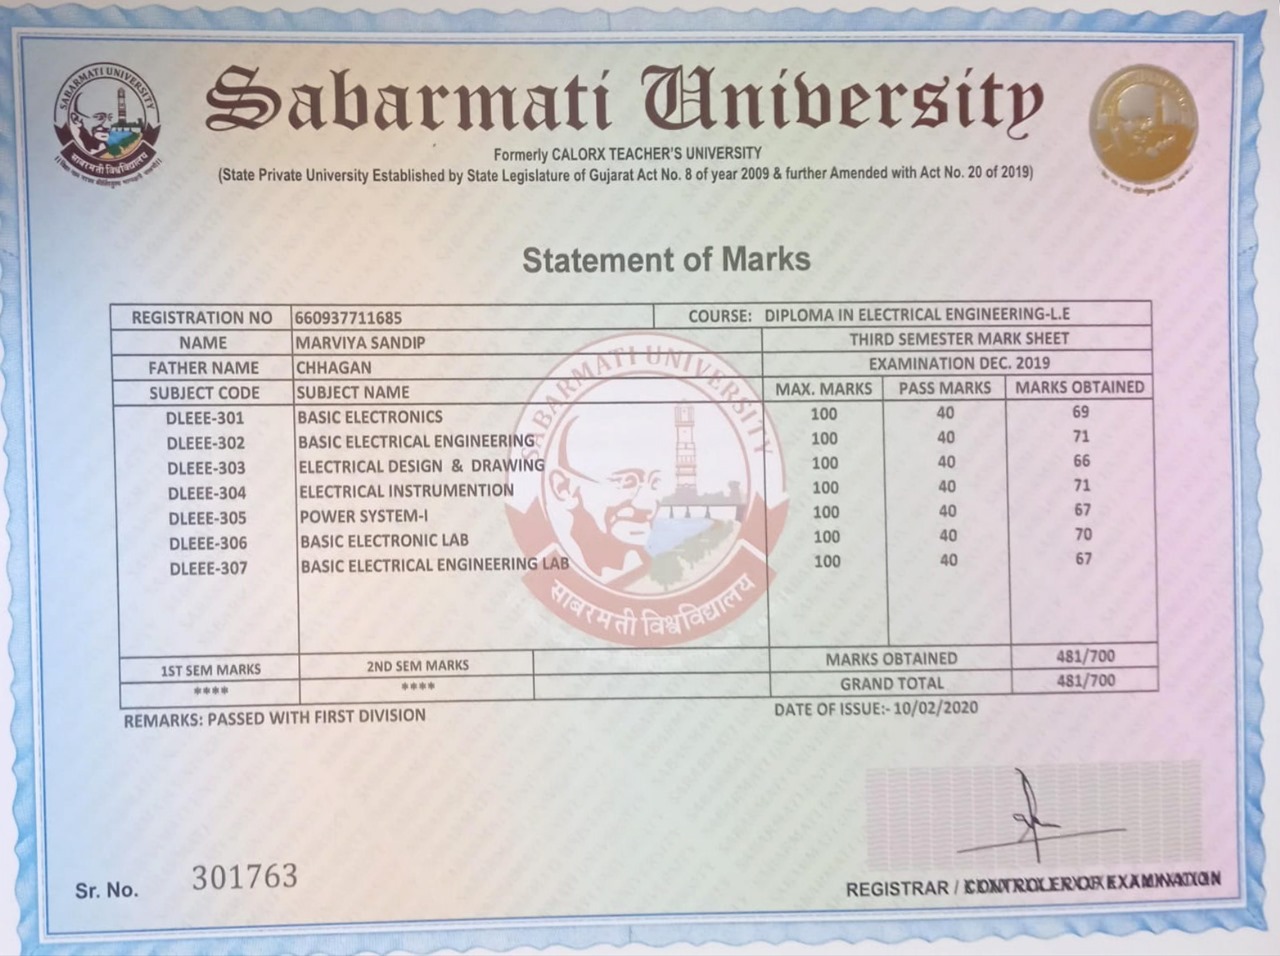 SABARMATI UNIVERSITY
साबरमती विश्वविद्यालय
Sabarmati University
Formerly CALORX TEACHER'S UNIVERSITY
(State Private University Established by State Legislature of Gujarat Act No. 8 of year 2009 & further Amended with Act No. 20 of 2019)
Statement of Marks
REGISTRATION NO 660937711685 COURSE: DIPLOMA IN ELECTRICAL ENGINEERING-L.E
NAME MARVIYA SANDIP THIRD SEMESTER MARK SHEET
FATHER NAME CHHAGAN EXAMINATION DEC. 2019
SUBJECT CODE SUBJECT NAME MAX. MARKS PASS MARKS MARKS OBTAINED
DLEEE-301 BASIC ELECTRONICS 100 40 69
DLEEE-302 BASIC ELECTRICAL ENGINEERING 100 40 71
DLEEE-303 ELECTRICAL DESIGN & DRAWING 100 40 66
DLEEE-304 ELECTRICAL INSTRUMENTION 100 40 71
DLEEE-305 POWER SYSTEM-I 100 40 67
DLEEE-306 BASIC ELECTRONIC LAB 100 40 70
DLEEE-307 BASIC ELECTRICAL ENGINEERING LAB 100 40 67
SABARMATI UNIVERSITY
साबरमती विश्वविद्यालय
1ST SEM MARKS 2ND SEM MARKS MARKS OBTAINED 481/700
**** **** GRAND TOTAL 481/700
REMARKS: PASSED WITH FIRST DIVISION DATE OF ISSUE:- 10/02/2020
Sr. No. 301763
REGISTRAR / CONTROLER OF EXAMINATION